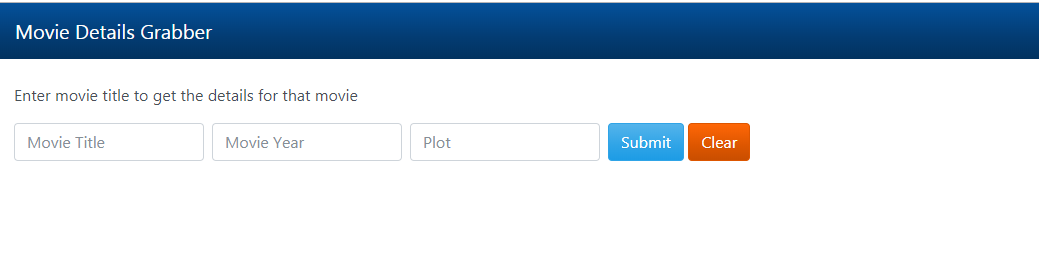 Movie Details Grabber
Enter movie title to get the details for that movie
Movie Title Movie Year Plot Submit Clear